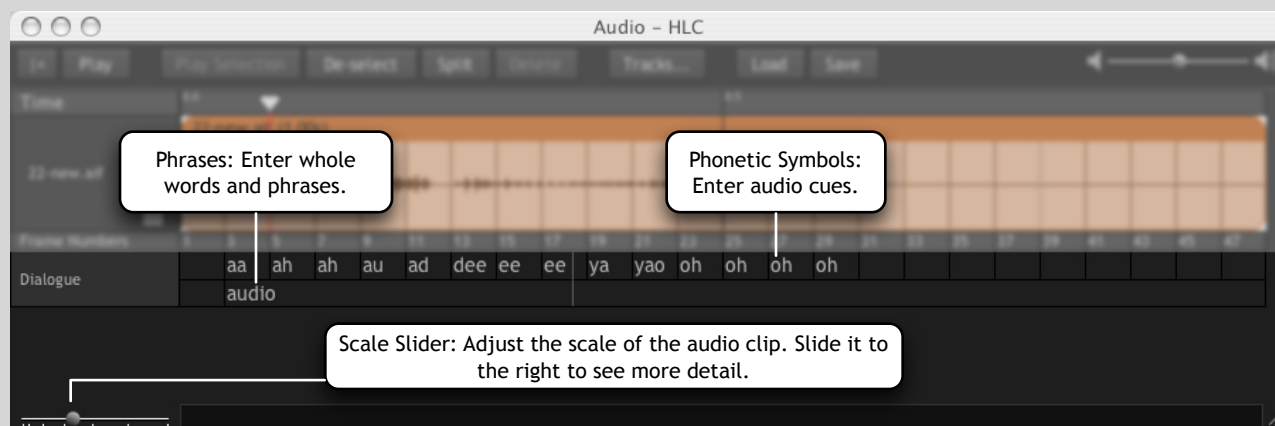 Audio – HLC
Play Play Selection De-select Split Delete Tracks... Load Save
Time
22-new.aif
Phrases: Enter whole
words and phrases.
Phonetic Symbols:
Enter audio cues.
Frame Numbers 1 3 5 7 9 11 13 15 17 19 21 23 25 27 29 31 33 35 37 39 41 43 45 47
Dialogue
aa ah ah au ad dee ee ee ya yao oh oh oh oh
audio
Scale Slider: Adjust the scale of the audio clip. Slide it to
the right to see more detail.